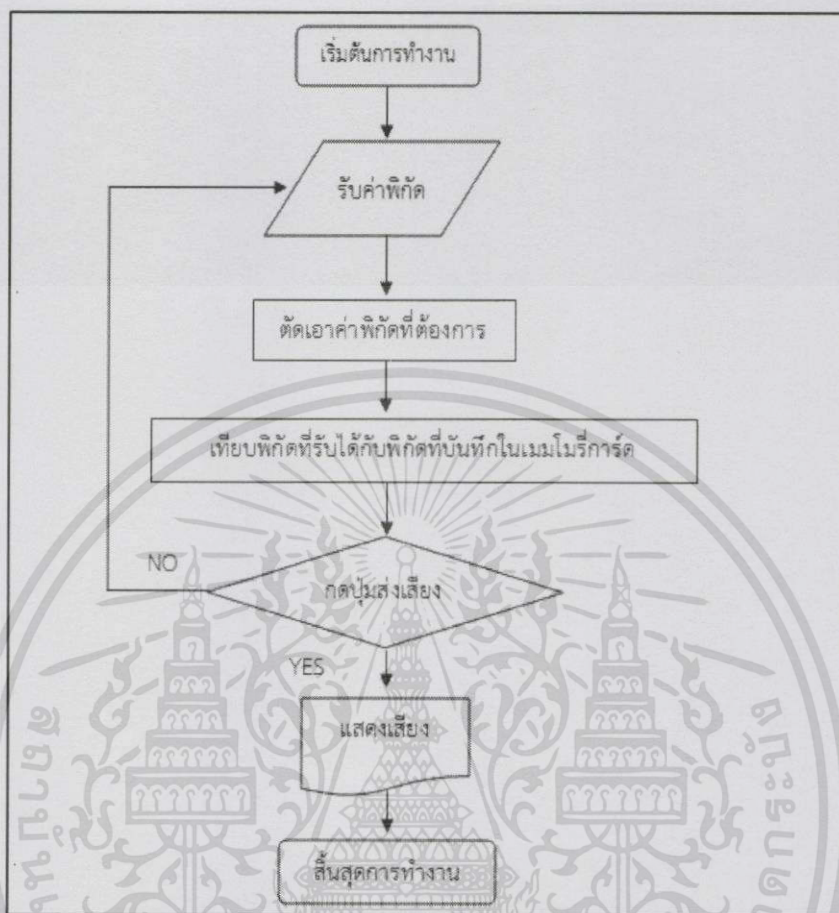 เริ่มต้นการทำงาน
รับค่าพิกัด
ตัดเอาค่าพิกัดที่ต้องการ
เทียบพิกัดที่รับได้กับพิกัดที่บันทึกในเมมโมรี่การ์ด
NO
กดปุ่มส่งเสียง
YES
แสดงเสียง
สิ้นสุดการทำงาน